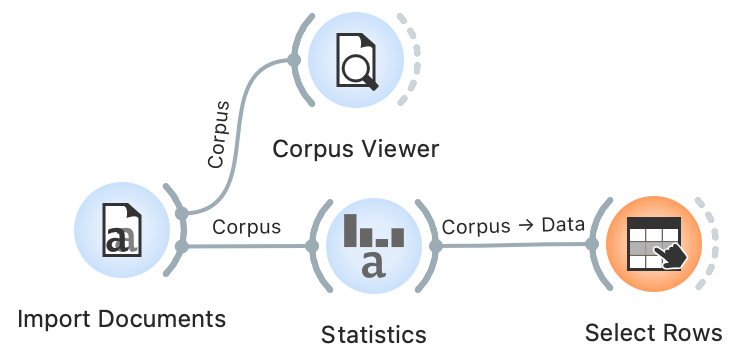 Corpus
Corpus Viewer
Corpus
Corpus → Data
Import Documents
Statistics
Select Rows